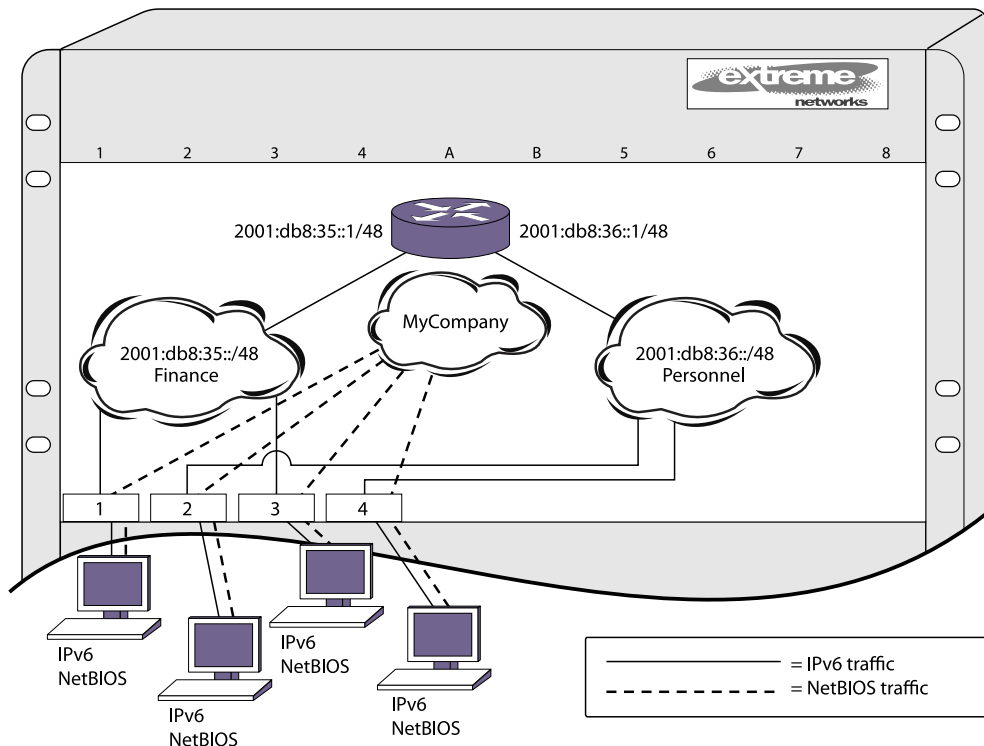 extreme
networks
1 2 3 4 A B 5 6 7 8
2001:db8:35::1/48
2001:db8:36::1/48
MyCompany
2001:db8:35::/48
Finance
2001:db8:36::/48
Personnel
1 2 3 4
IPv6
NetBIOS
IPv6
NetBIOS
IPv6
NetBIOS
IPv6
NetBIOS
= IPv6 traffic
= NetBIOS traffic